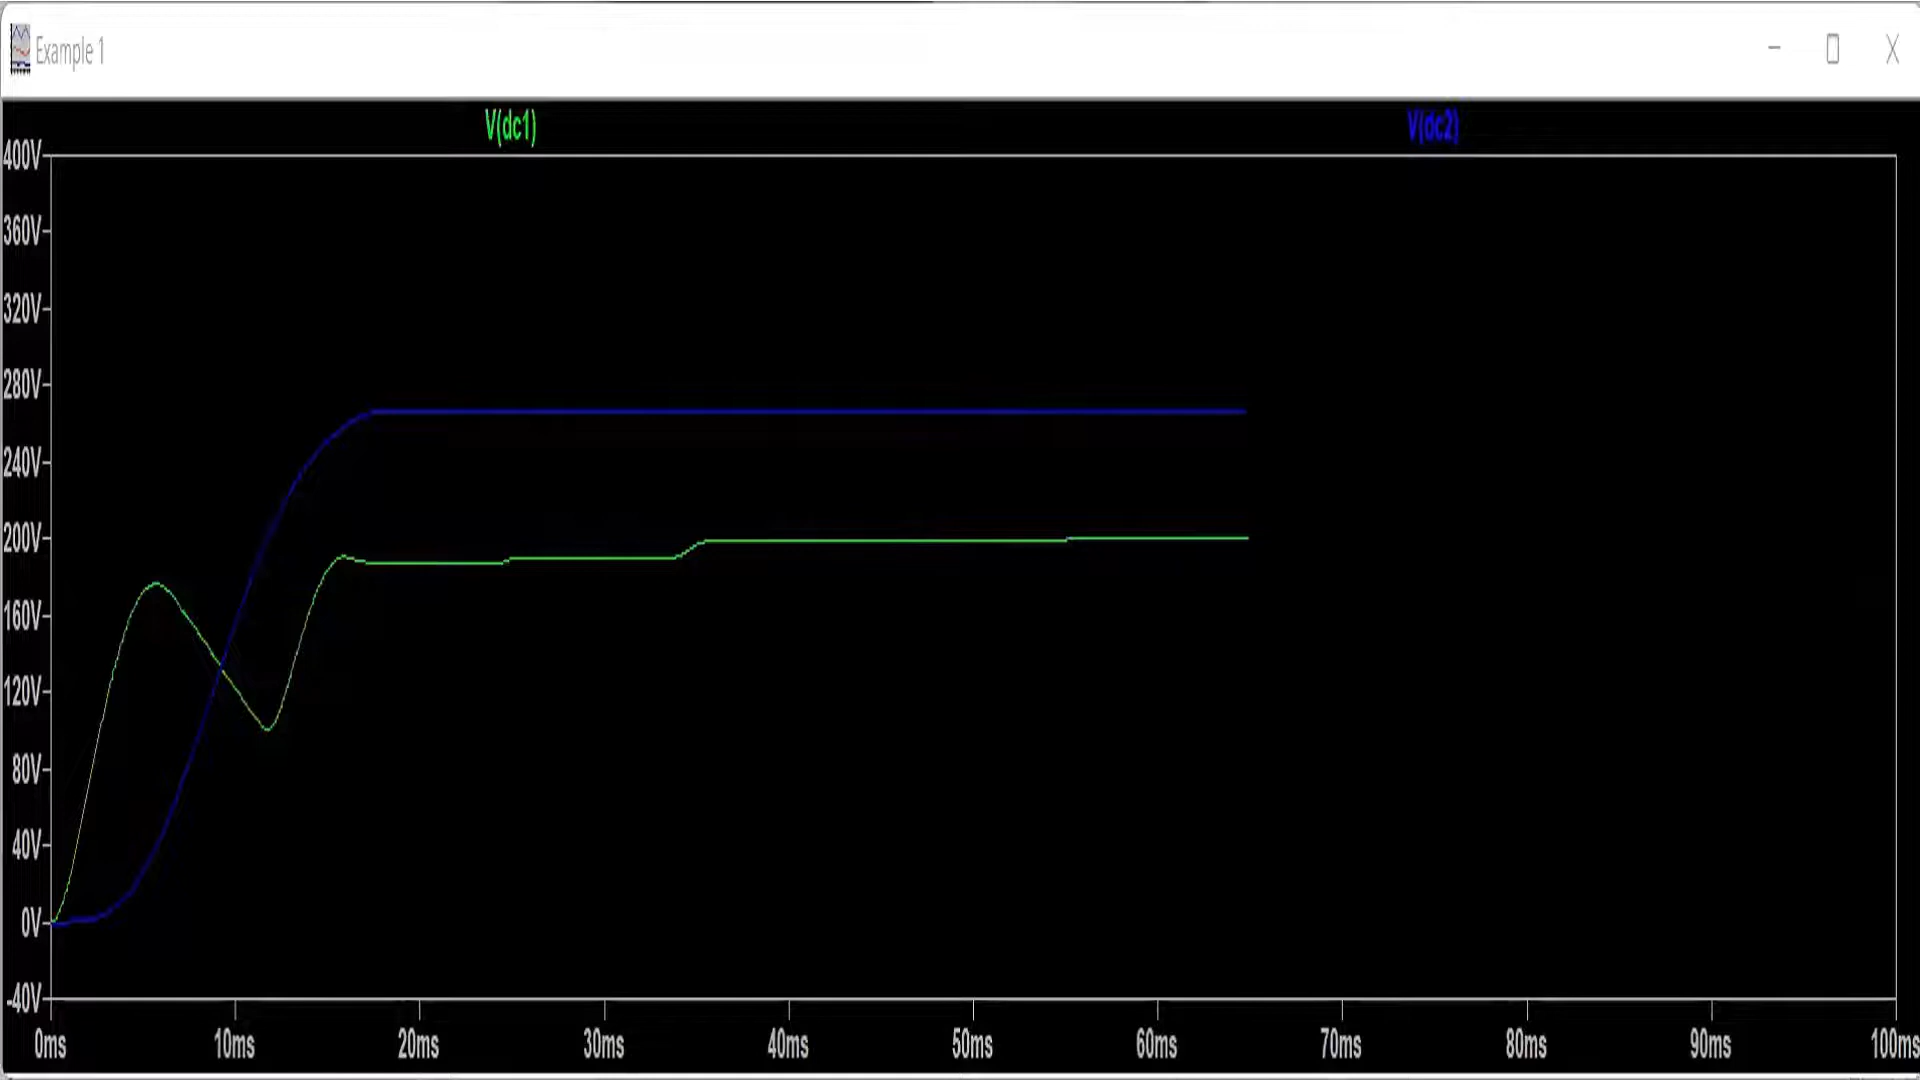 Example 1
V(dc1) V(dc2)
400V
360V
320V
280V
240V
200V
160V
120V
80V
40V
0V
-40V
0ms 10ms 20ms 30ms 40ms 50ms 60ms 70ms 80ms 90ms 100ms